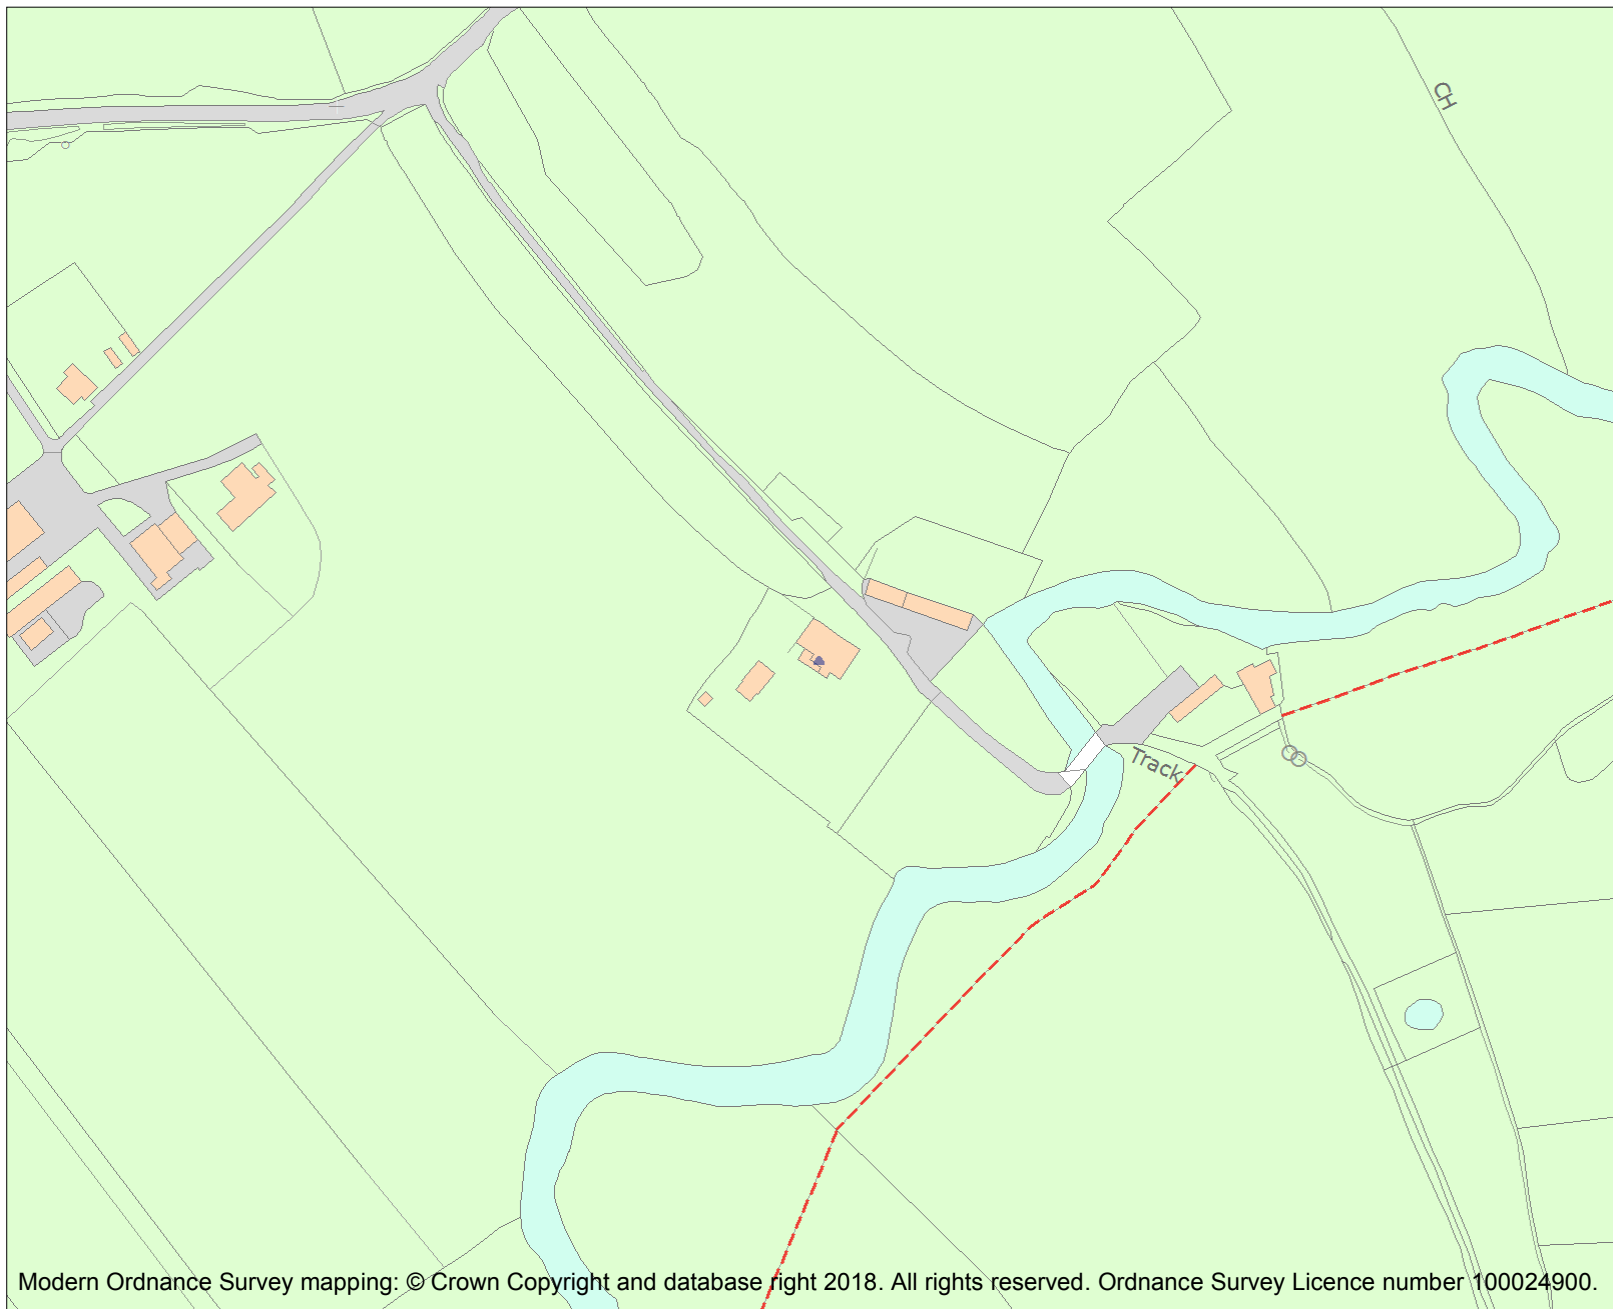 CH
Track
Modern Ordnance Survey mapping: © Crown Copyright and database right 2018. All rights reserved. Ordnance Survey Licence number 100024900.